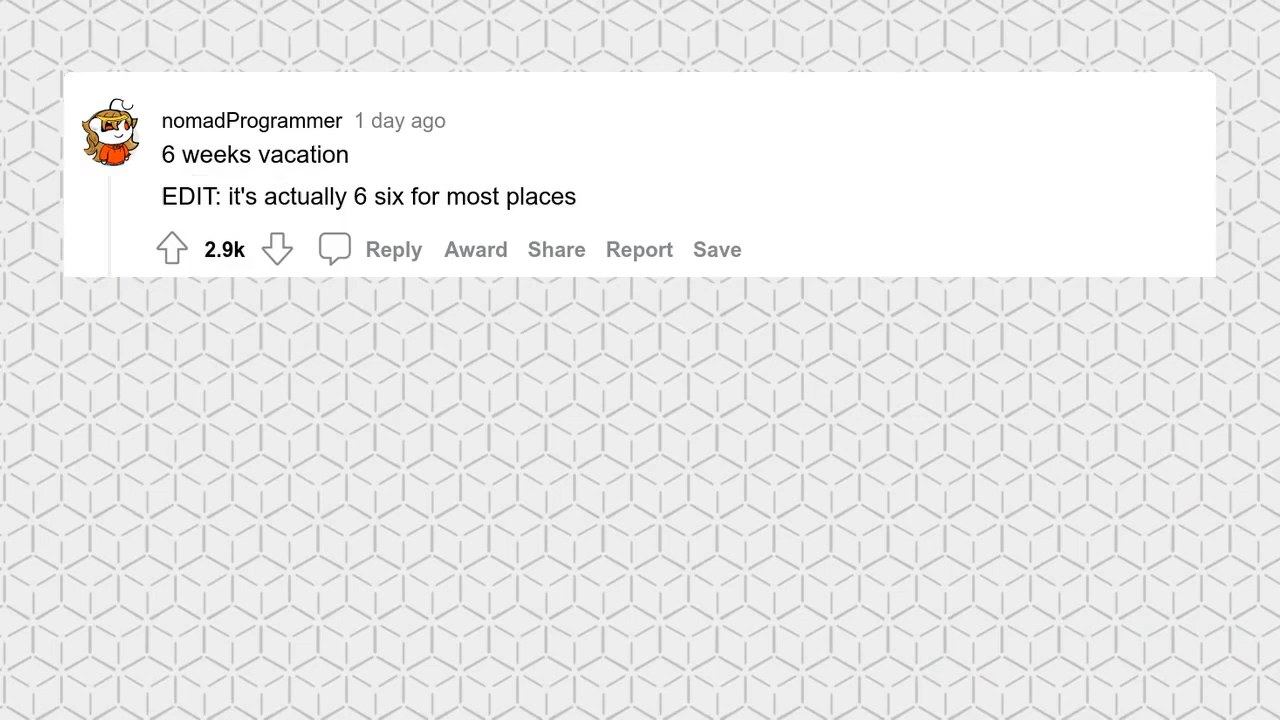 nomadProgrammer 1 day ago
6 weeks vacation
EDIT: it's actually 6 six for most places
2.9k Reply Award Share Report Save